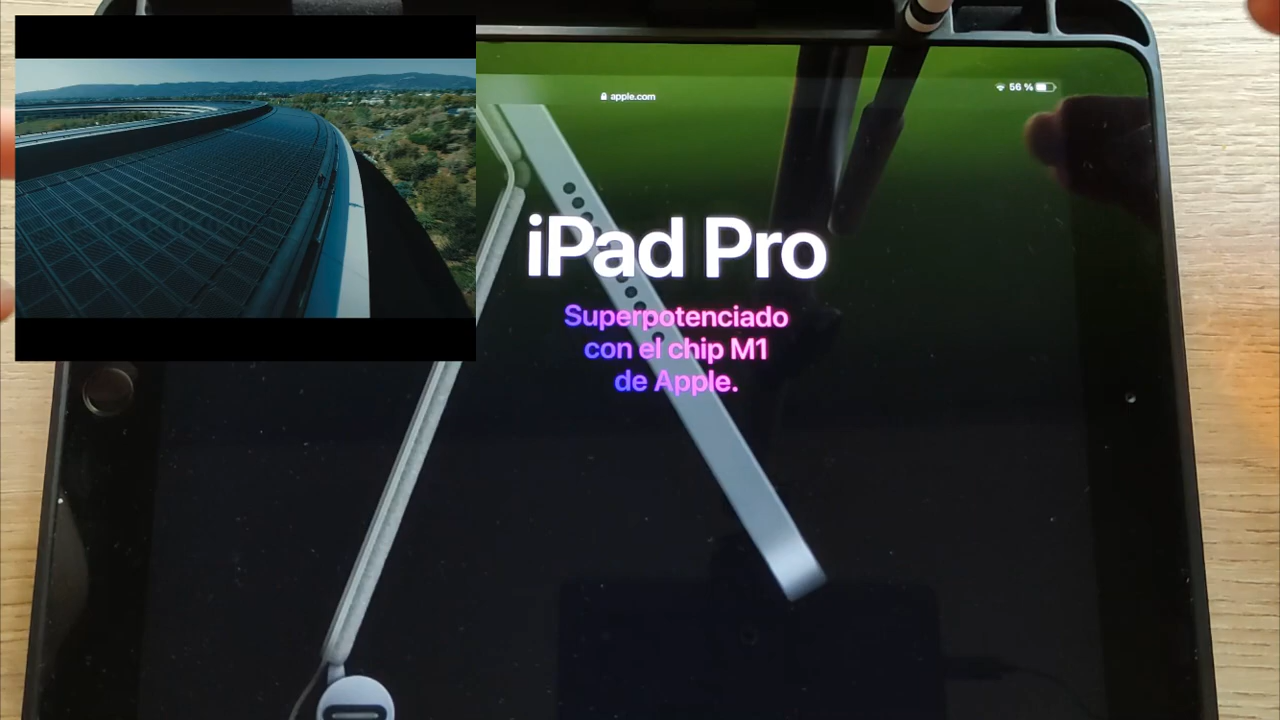 apple.com
56 %
iPad Pro
Superpotenciado
con el chip M1
de Apple.